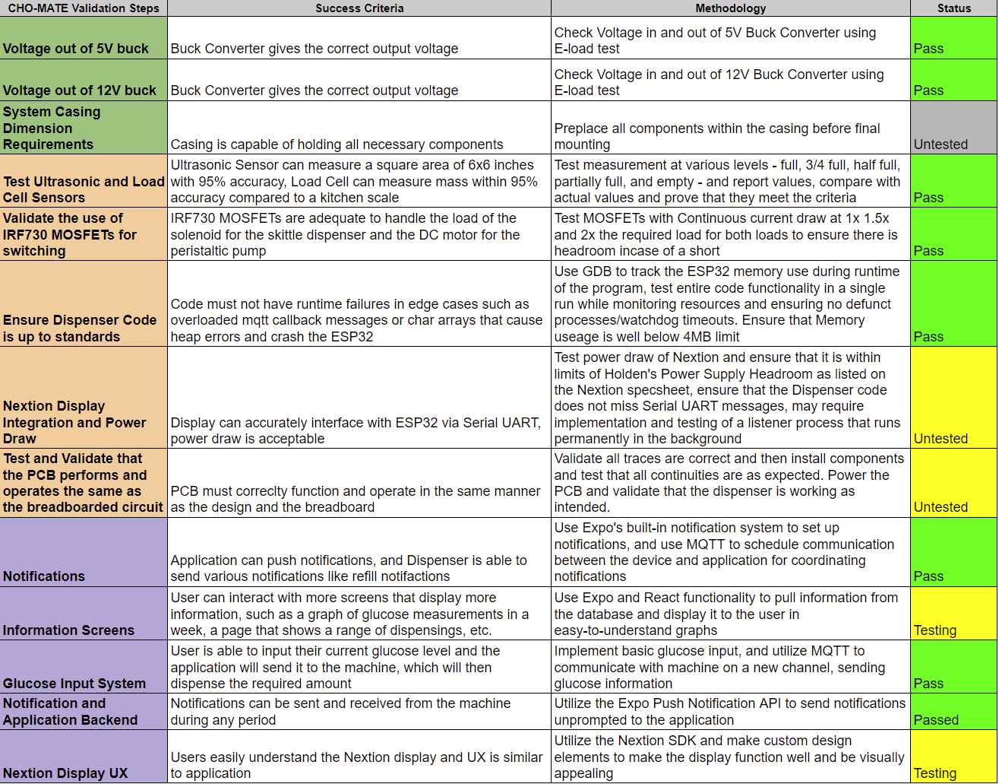 CHO-MATE Validation Steps
Success Criteria
Methodology
Status
Voltage out of 5V buck
Buck Converter gives the correct output voltage
Check Voltage in and out of 5V Buck Converter using
E-load test
Pass
Voltage out of 12V buck
Buck Converter gives the correct output voltage
Check Voltage in and out of 12V Buck Converter using
E-load test
Pass
System Casing
Dimension
Requirements
Casing is capable of holding all necessary components
Preplace all components within the casing before final
mounting
Untested
Test Ultrasonic and Load
Cell Sensors
Ultrasonic Sensor can measure a square area of 6x6 inches
with 95% accuracy, Load Cell can measure mass within 95%
accuracy compared to a kitchen scale
Test measurement at various levels - full, 3/4 full, half full,
partially full, and empty - and report values, compare with
actual values and prove that they meet the criteria
Pass
Validate the use of
IRF730 MOSFETs for
switching
IRF730 MOSFETs are adequate to handle the load of the
solenoid for the skittle dispenser and the DC motor for the
peristaltic pump
Test MOSFETs with Continuous current draw at 1x 1.5x
and 2x the required load for both loads to ensure there is
headroom incase of a short
Pass
Ensure Dispenser Code
is up to standards
Code must not have runtime failures in edge cases such as
overloaded mqtt callback messages or char arrays that cause
heap errors and crash the ESP32
Use GDB to track the ESP32 memory use during runtime
of the program, test entire code functionality in a single
run while monitoring resources and ensuring no defunct
processes/watchdog timeouts. Ensure that Memory
useage is well below 4MB limit
Pass
Nextion Display
Integration and Power
Draw
Display can accurately interface with ESP32 via Serial UART,
power draw is acceptable
Test power draw of Nextion and ensure that it is within
limits of Holden's Power Supply Headroom as listed on
the Nextion specsheet, ensure that the Dispenser code
does not miss Serial UART messages, may require
implementation and testing of a listener process that runs
permanently in the background
Untested
Test and Validate that
the PCB performs and
operates the same as
the breadboarded circuit
PCB must correclty function and operate in the same manner
as the design and the breadboard
Validate all traces are correct and then install components
and test that all continuities are as expected. Power the
PCB and validate that the dispenser is working as
intended.
Untested
Notifications
Application can push notifications, and Dispenser is able to
send various notifications like refill notifactions
Use Expo's built-in notification system to set up
notifications, and use MQTT to schedule communication
between the device and application for coordinating
notifications
Pass
Information Screens
User can interact with more screens that display more
information, such as a graph of glucose measurements in a
week, a page that shows a range of dispensings, etc.
Use Expo and React functionality to pull information from
the database and display it to the user in
easy-to-understand graphs
Testing
Glucose Input System
User is able to input their current glucose level and the
application will send it to the machine, which will then
dispense the required amount
Implement basic glucose input, and utilize MQTT to
communicate with machine on a new channel, sending
glucose information
Pass
Notification and
Application Backend
Notifications can be sent and received from the machine
during any period
Utilize the Expo Push Notification API to send notifications
unprompted to the application
Passed
Nextion Display UX
Users easily understand the Nextion display and UX is similar
to application
Utilize the Nextion SDK and make custom design
elements to make the display function well and be visually
appealing
Testing